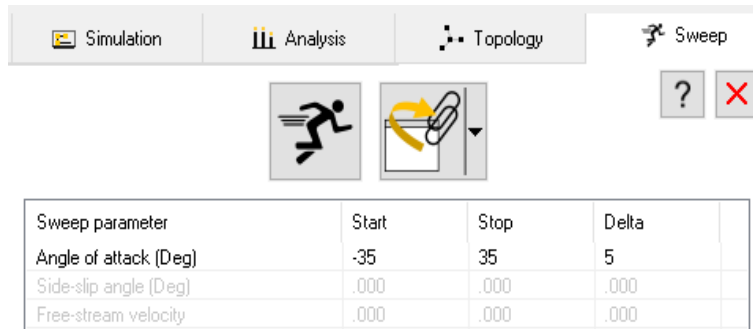 Simulation Analysis Topology Sweep
? X
Sweep parameter Start Stop Delta
Angle of attack (Deg) -35 35 5
Side-slip angle (Deg) .000 .000 .000
Free-stream velocity .000 .000 .000